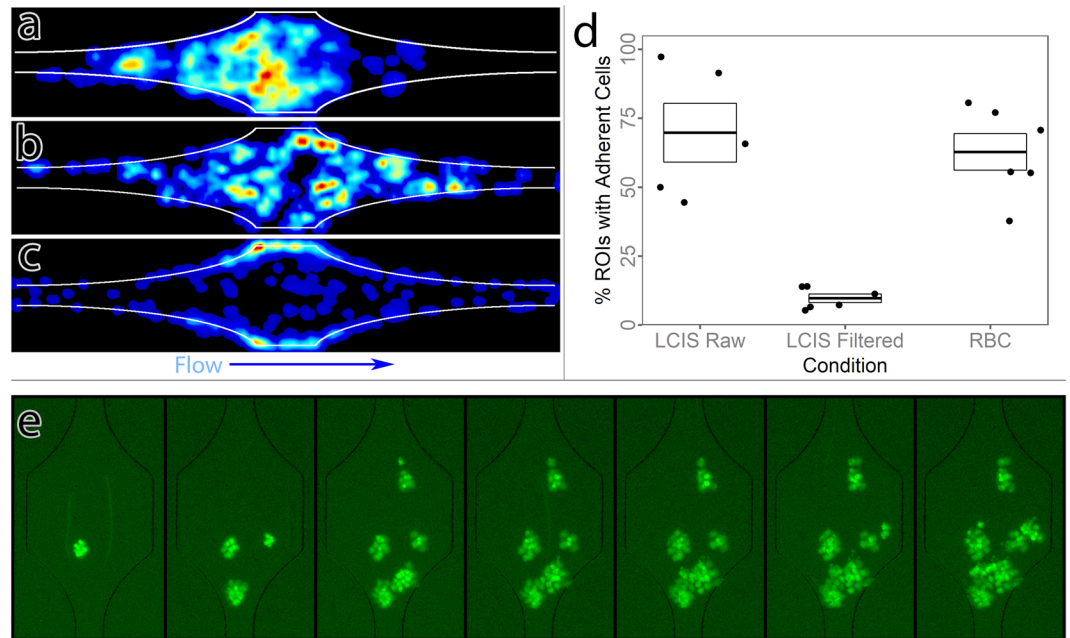 a
b
c
Flow
d
% ROIs with Adherent Cells
100
75
50
25
0
LCIS Raw
LCIS Filtered
RBC
Condition
e